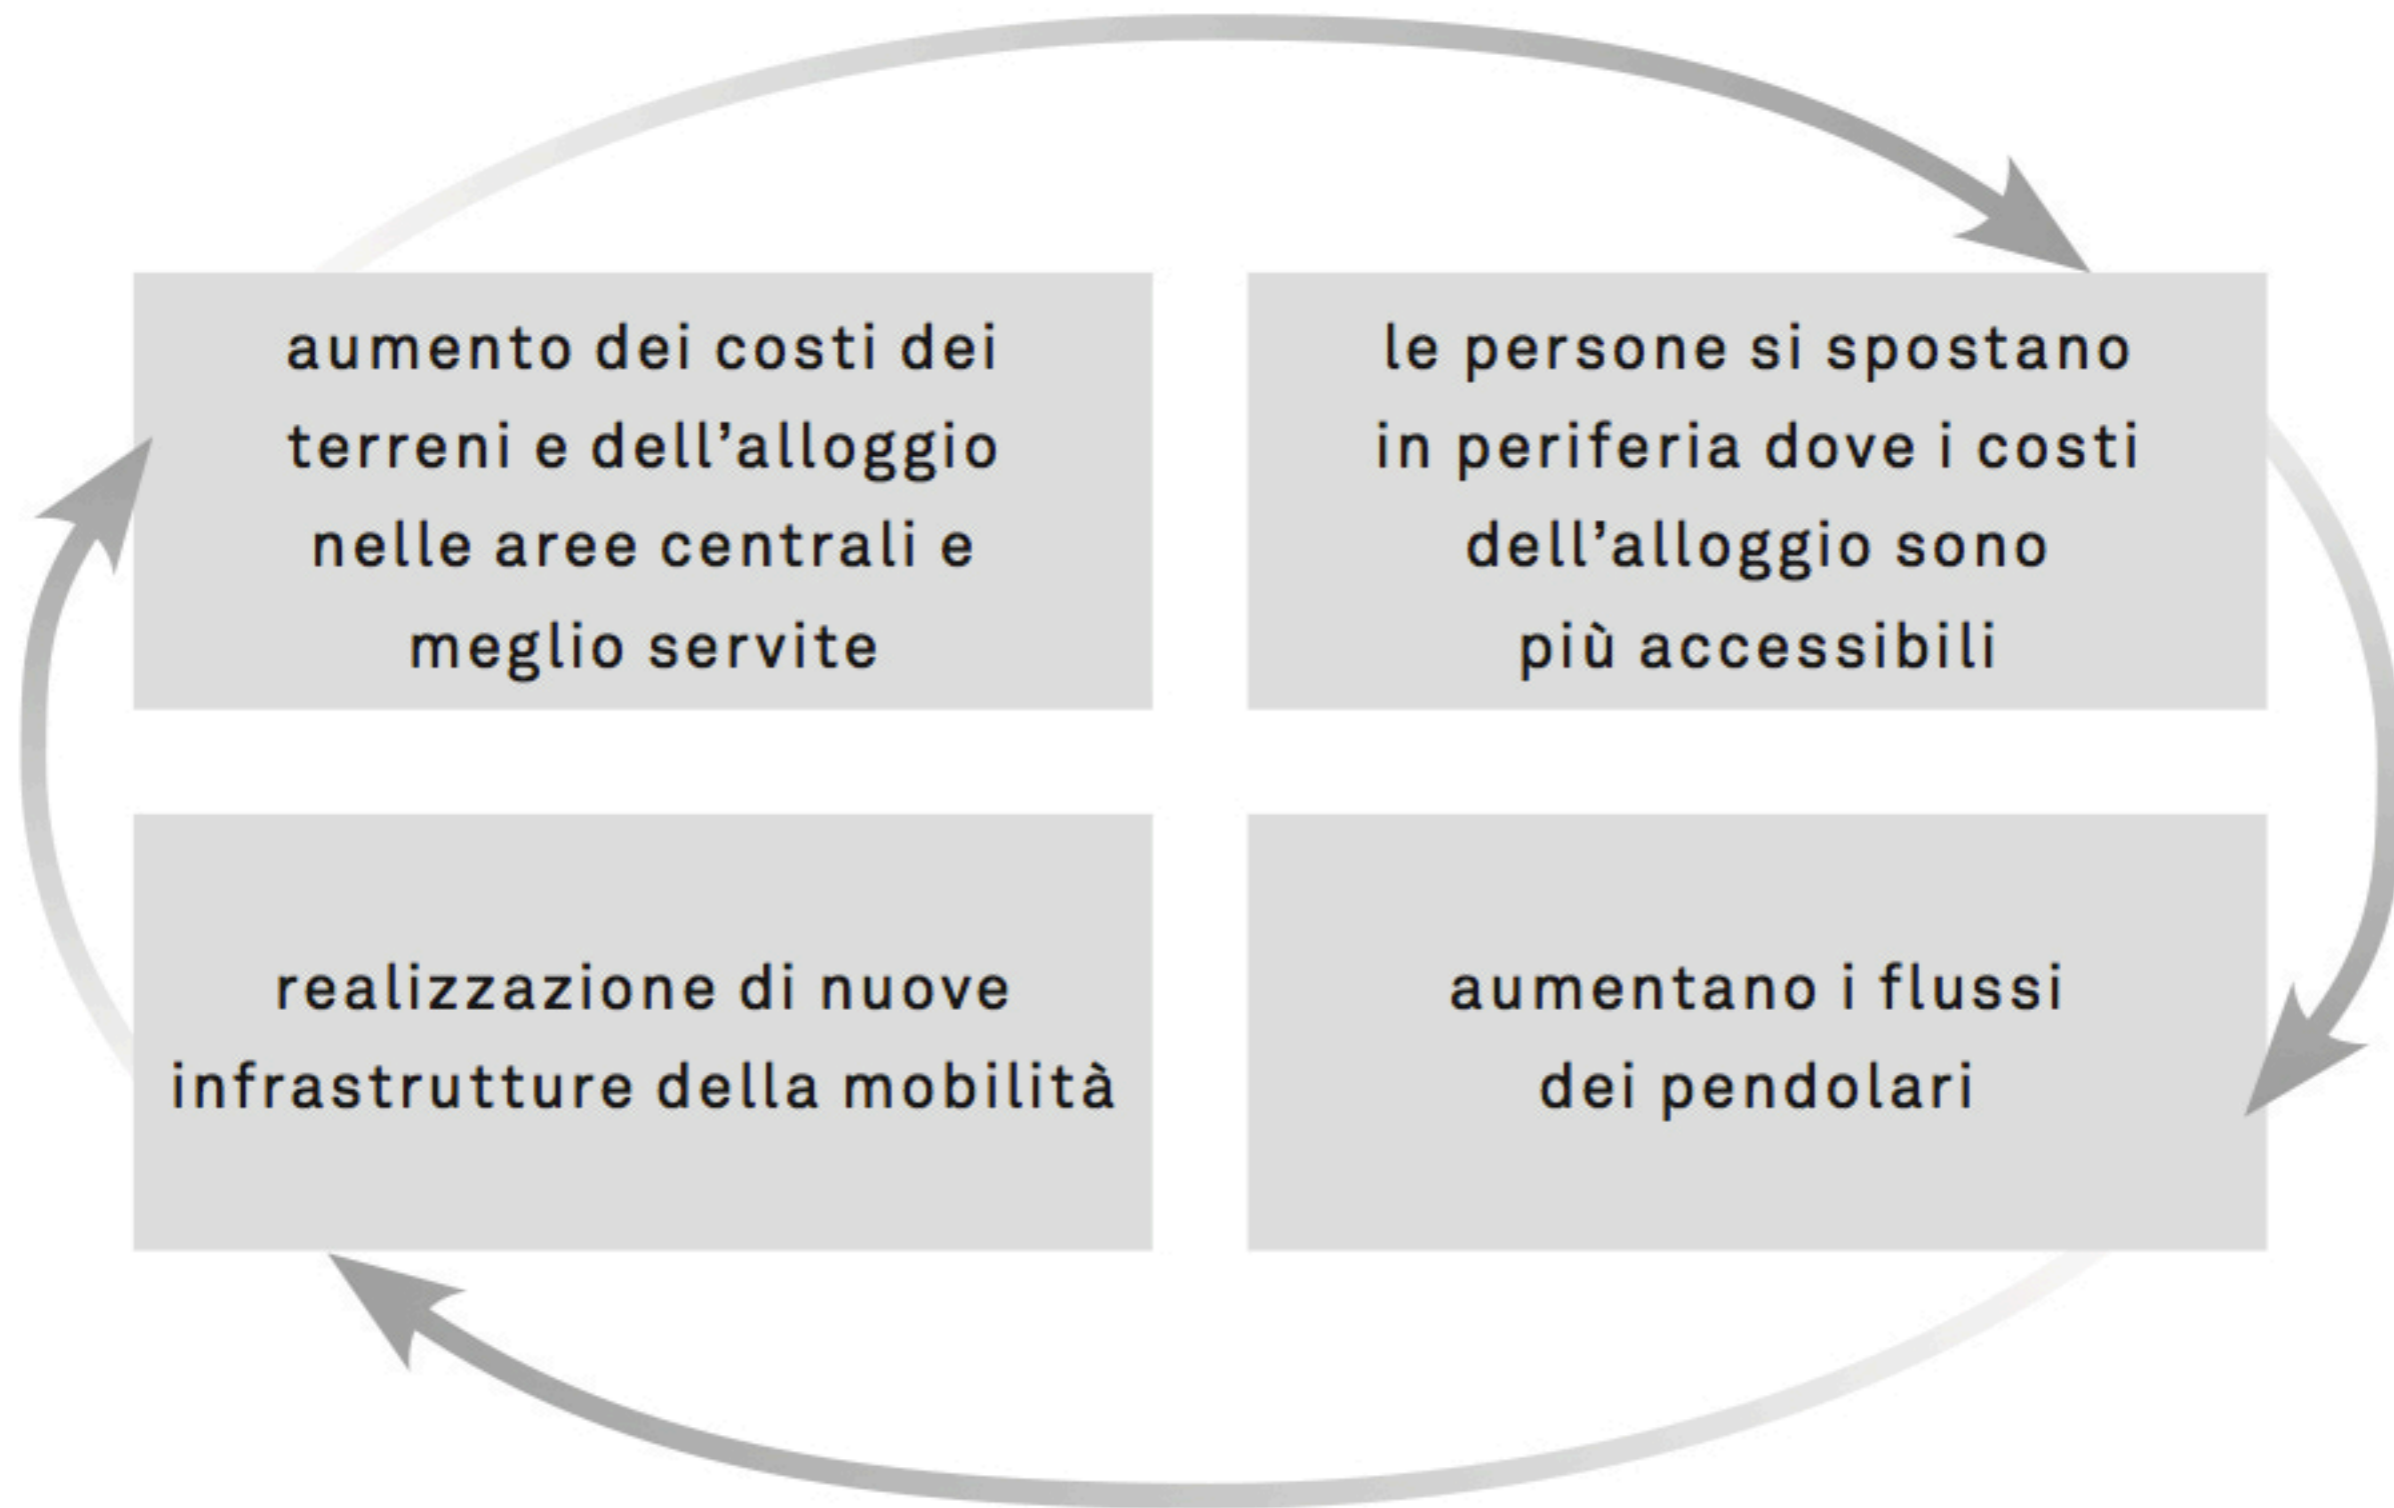 aumento dei costi dei
terreni e dell’alloggio
nelle aree centrali e
meglio servite
le persone si spostano
in periferia dove i costi
dell’alloggio sono
più accessibili
realizzazione di nuove
infrastrutture della mobilità
aumentano i flussi
dei pendolari